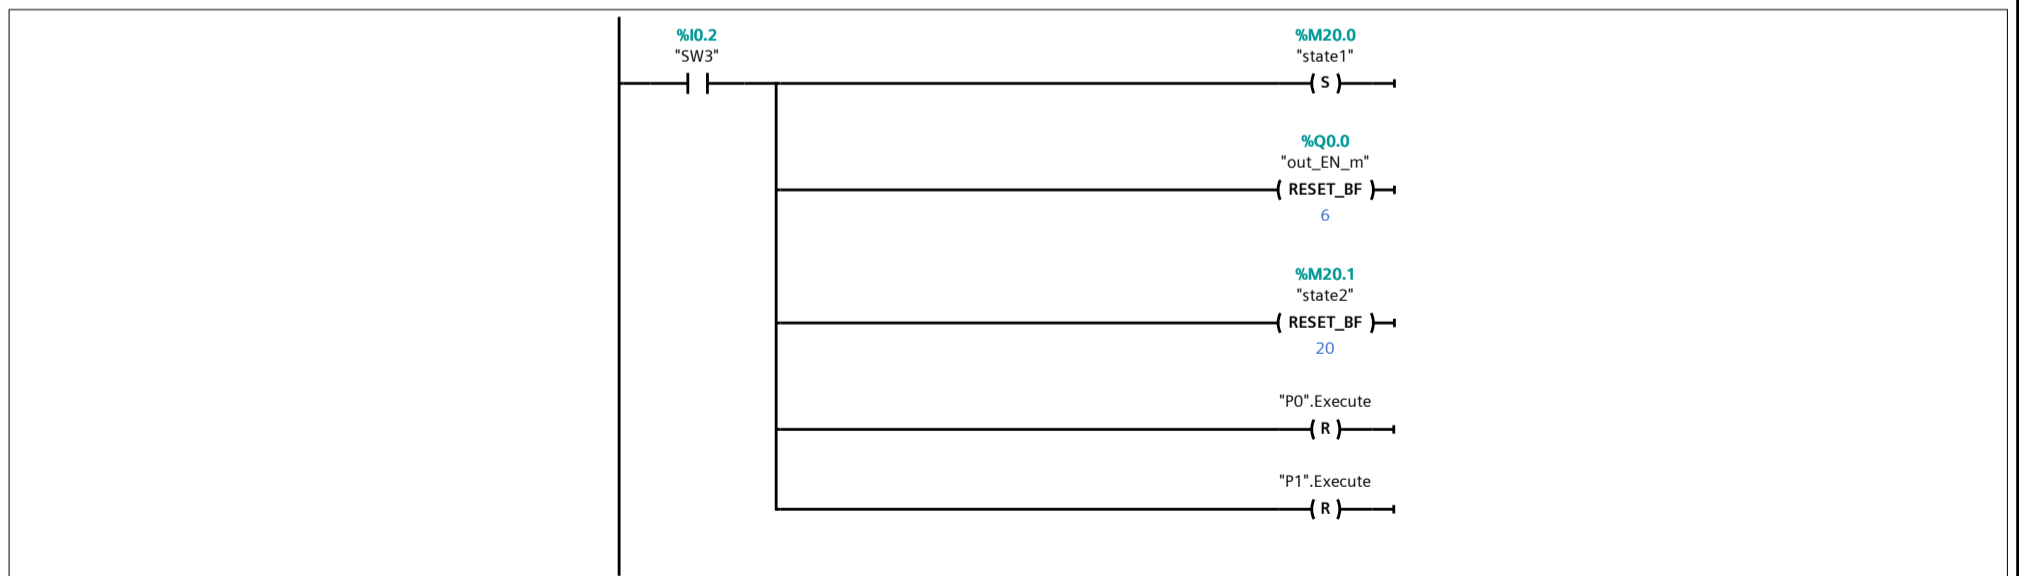 %I0.2
"SW3"
%M20.0
"state1"
S
%Q0.0
"out_EN_m"
RESET_BF
6
%M20.1
"state2"
RESET_BF
20
"P0".Execute
R
"P1".Execute
R